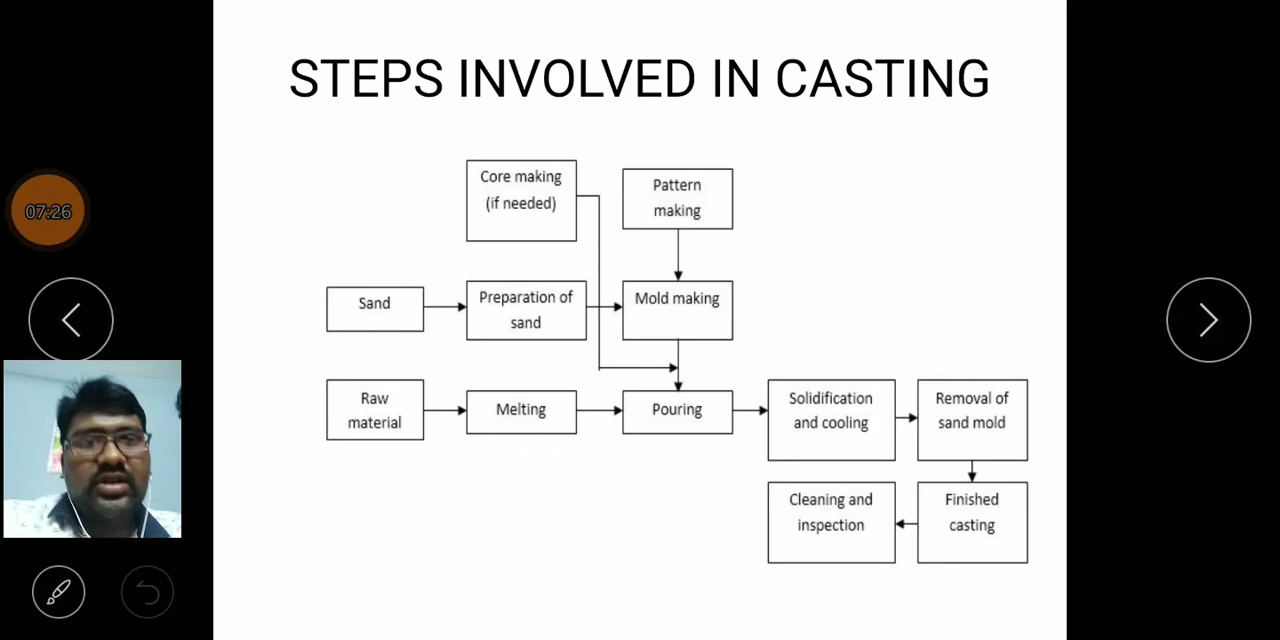 STEPS INVOLVED IN CASTING
Core making
(if needed)
Pattern
making
Sand
Preparation of
sand
Mold making
Raw
material
Melting
Pouring
Solidification
and cooling
Removal of
sand mold
Cleaning and
inspection
Finished
casting
07:26